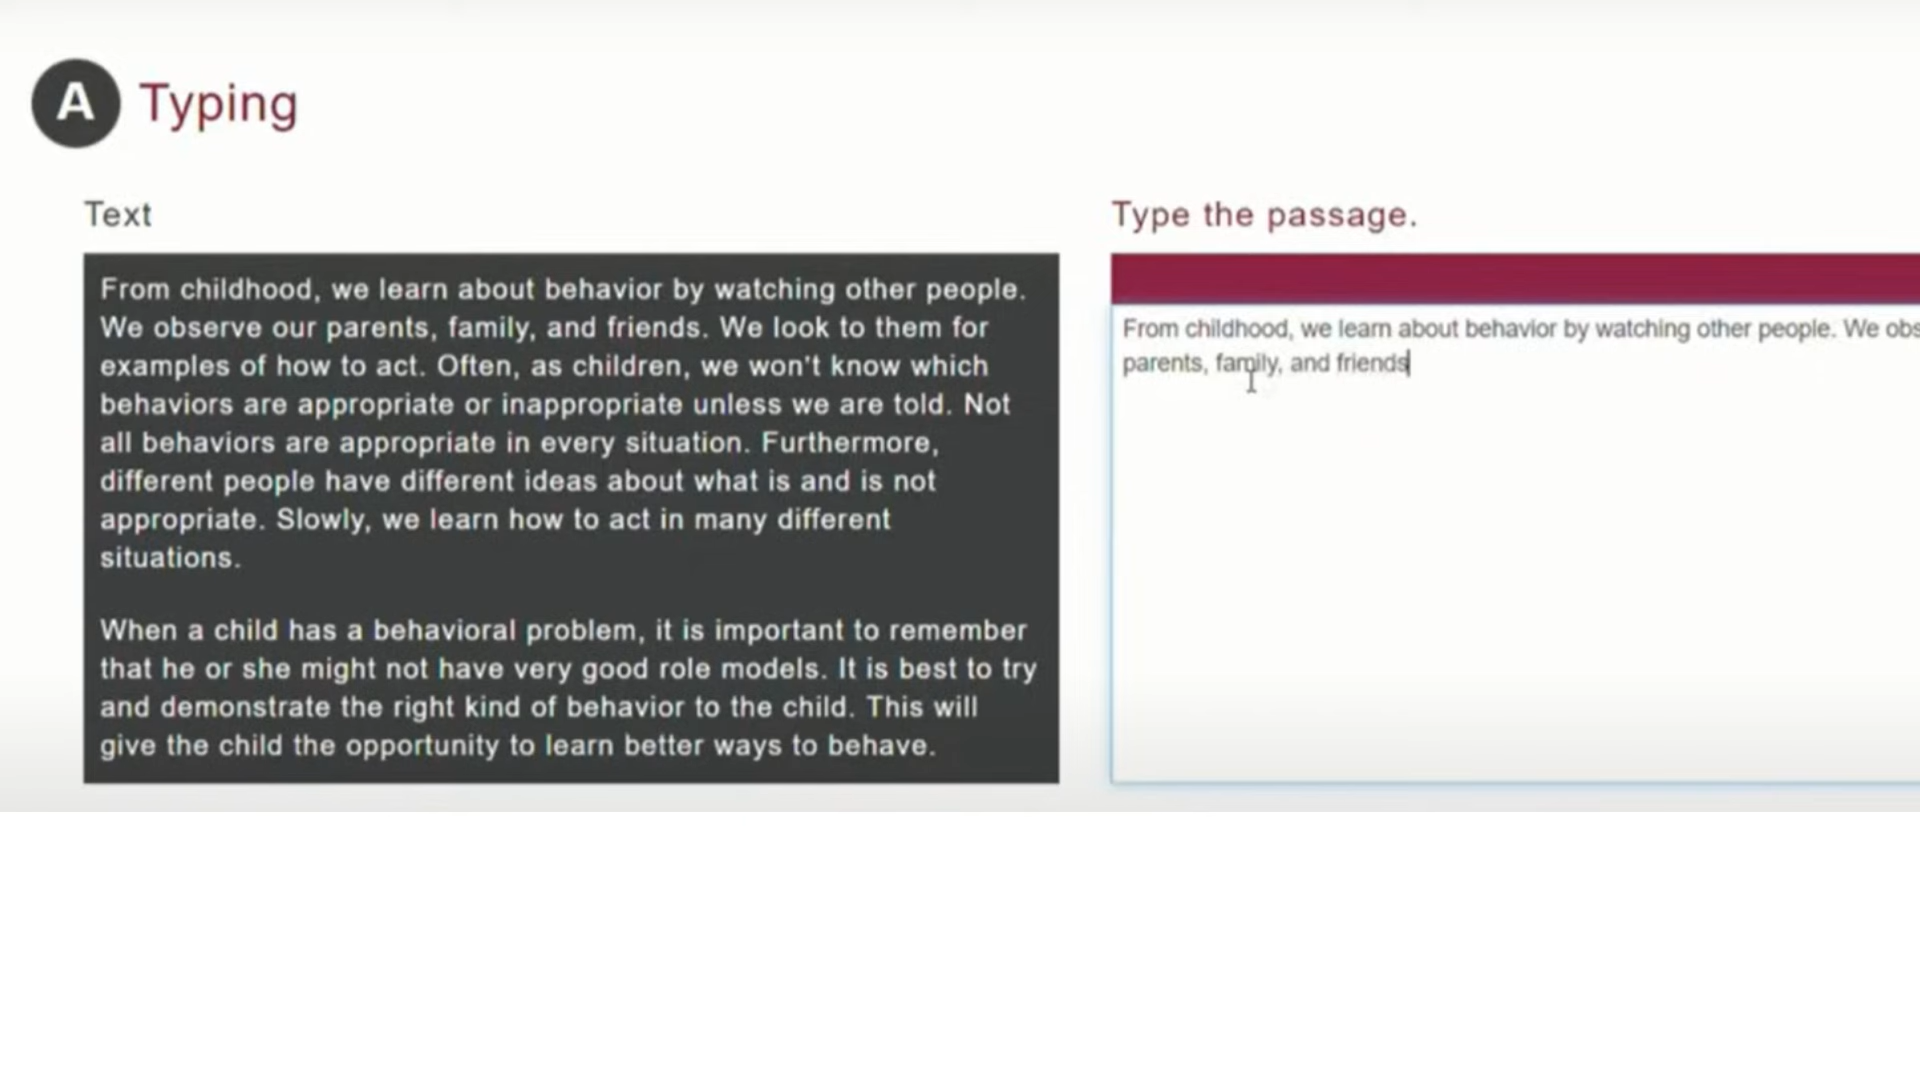 A Typing
Text
From childhood, we learn about behavior by watching other people.
We observe our parents, family, and friends. We look to them for
examples of how to act. Often, as children, we won't know which
behaviors are appropriate or inappropriate unless we are told. Not
all behaviors are appropriate in every situation. Furthermore,
different people have different ideas about what is and is not
appropriate. Slowly, we learn how to act in many different
situations.
When a child has a behavioral problem, it is important to remember
that he or she might not have very good role models. It is best to try
and demonstrate the right kind of behavior to the child. This will
give the child the opportunity to learn better ways to behave.
Type the passage.
From childhood, we learn about behavior by watching other people. We obs
parents, family, and friends